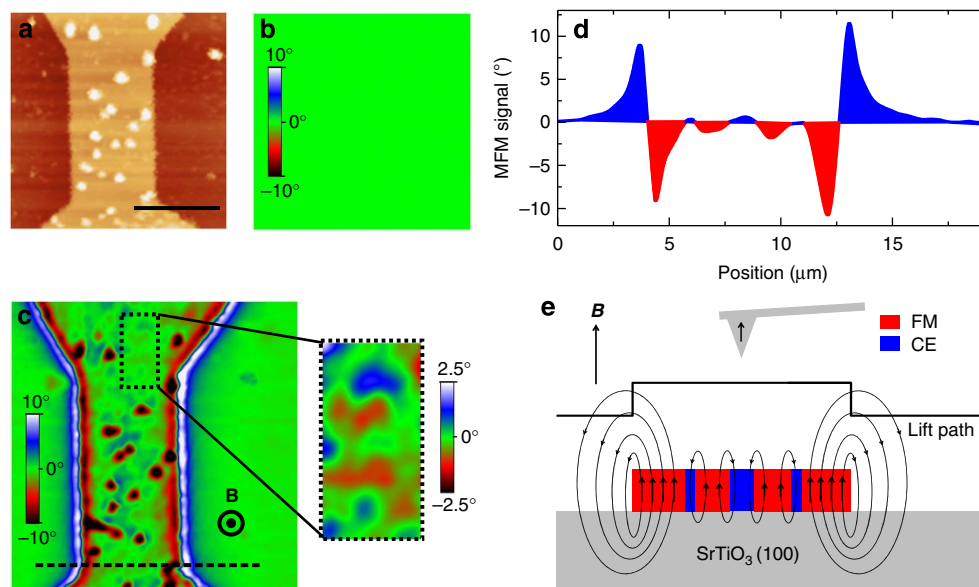 a
b
10°
0°
−10°
d
MFM signal (°)
10
5
0
−5
−10
0
5
10
15
Position (μm)
c
10°
0°
−10°
B
2.5°
0°
−2.5°
e
B
FM
CE
Lift path
SrTiO₃ (100)